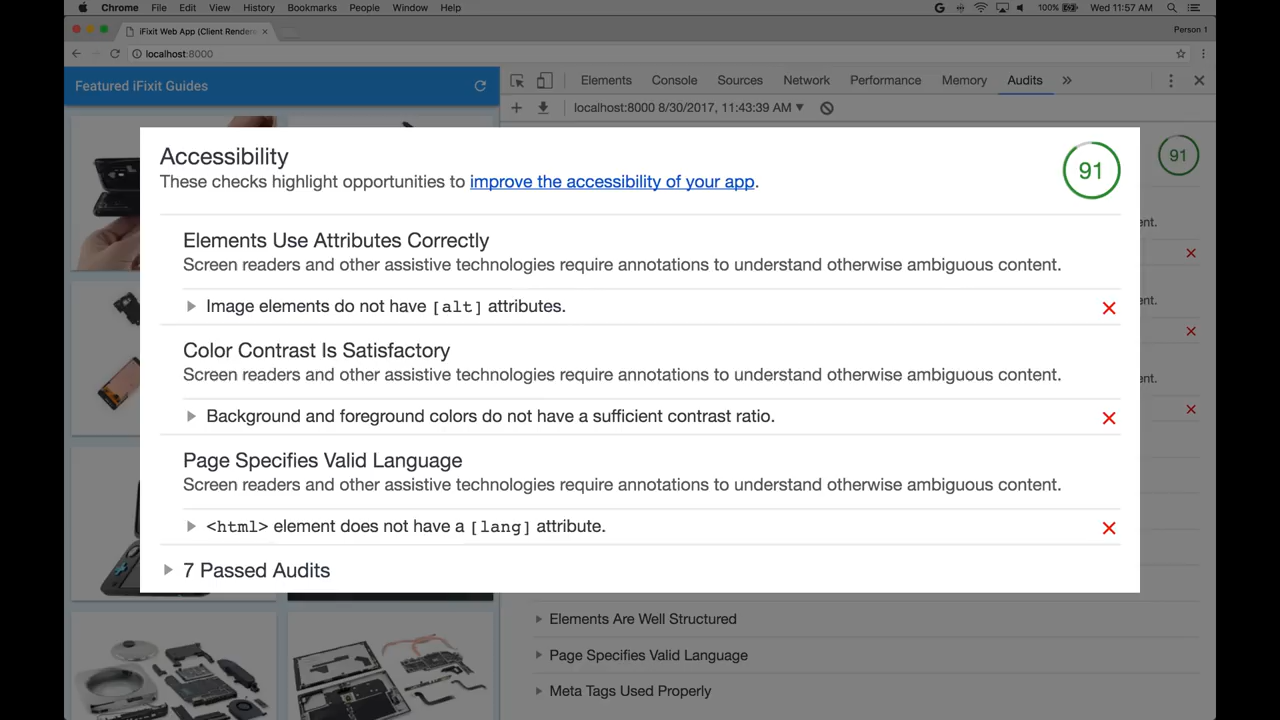 Chrome File Edit View History Bookmarks People Window Help
100% Wed 11:57 AM
iFixit Web App (Client Render
Person 1
localhost:8000
Featured iFixit Guides
Elements Console Sources Network Performance Memory Audits
localhost:8000 8/30/2017, 11:43:39 AM ▼
Accessibility
These checks highlight opportunities to improve the accessibility of your app.
91
91
Elements Use Attributes Correctly
Screen readers and other assistive technologies require annotations to understand otherwise ambiguous content.
ent.
Image elements do not have [alt] attributes.
Color Contrast Is Satisfactory
Screen readers and other assistive technologies require annotations to understand otherwise ambiguous content.
ent.
Background and foreground colors do not have a sufficient contrast ratio.
Page Specifies Valid Language
Screen readers and other assistive technologies require annotations to understand otherwise ambiguous content.
ent.
<html> element does not have a [lang] attribute.
7 Passed Audits
Elements Are Well Structured
Page Specifies Valid Language
Meta Tags Used Properly